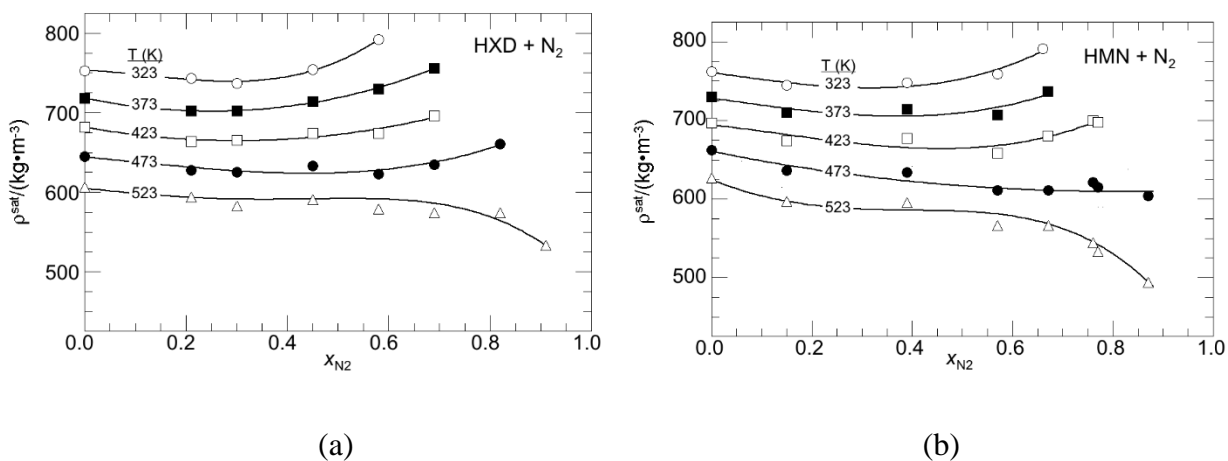 800
700
600
500
ρˢᵃᵗ/(kg•m⁻³)
T (K)
323
373
423
473
523
HXD + N₂
0.0 0.2 0.4 0.6 0.8 1.0
xN2
(a)
800
700
600
500
ρˢᵃᵗ/(kg•m⁻³)
T (K)
323
373
423
473
523
HMN + N₂
0.0 0.2 0.4 0.6 0.8 1.0
xN2
(b)